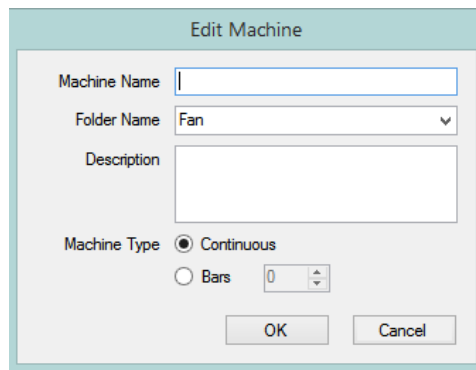 Edit Machine
Machine Name
Folder Name Fan
Description
Machine Type Continuous
Bars 0
OK Cancel